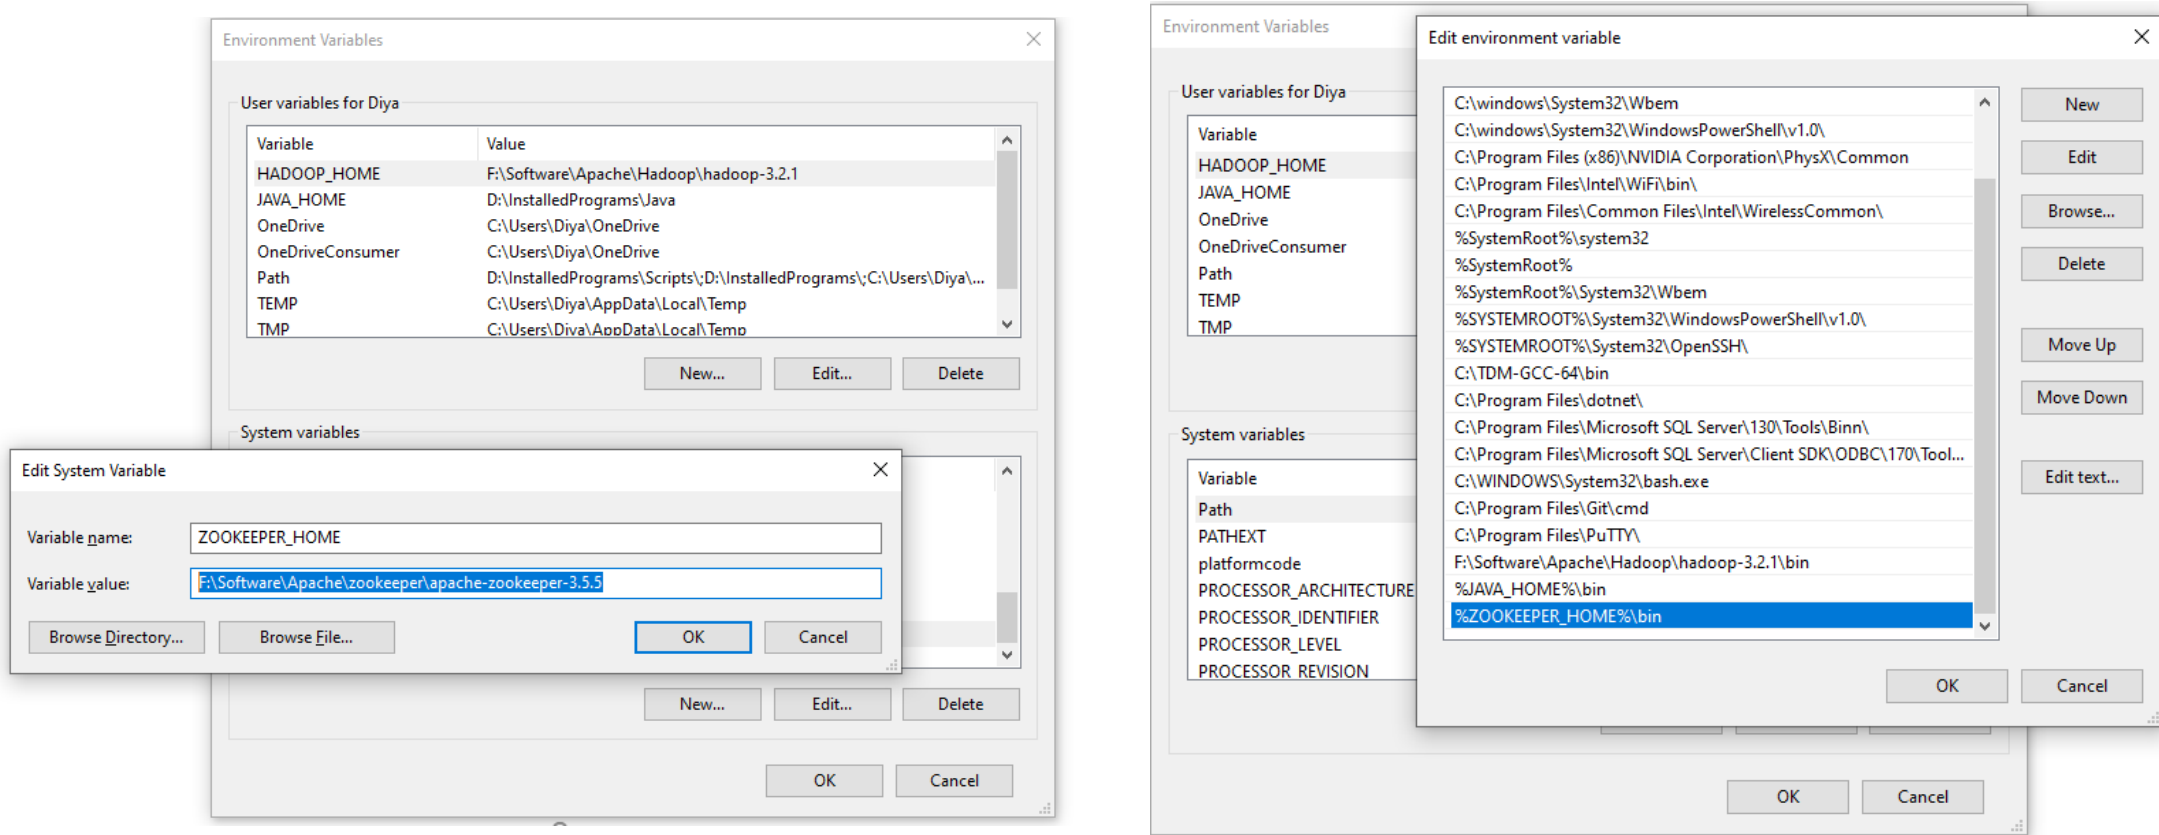 Environment Variables
User variables for Diya
Variable Value
HADOOP_HOME F:\Software\Apache\Hadoop\hadoop-3.2.1
JAVA_HOME D:\InstalledPrograms\Java
OneDrive C:\Users\Diya\OneDrive
OneDriveConsumer C:\Users\Diya\OneDrive
Path D:\InstalledPrograms\Scripts\;D:\InstalledPrograms\;C:\Users\Diya\...
TEMP C:\Users\Diya\AppData\Local\Temp
TMP C:\Users\Diya\AppData\Local\Temp
New... Edit... Delete
System variables
Edit System Variable
Variable name: ZOOKEEPER_HOME
Variable value: F:\Software\Apache\zookeeper\apache-zookeeper-3.5.5
Browse Directory... Browse File... OK Cancel
New... Edit... Delete
OK Cancel
Environment Variables
User variables for Diya
Variable
HADOOP_HOME
JAVA_HOME
OneDrive
OneDriveConsumer
Path
TEMP
TMP
System variables
Variable
Path
PATHEXT
platformcode
PROCESSOR_ARCHITECTURE
PROCESSOR_IDENTIFIER
PROCESSOR_LEVEL
PROCESSOR_REVISION
OK Cancel
Edit environment variable
C:\windows\System32\Wbem
C:\windows\System32\WindowsPowerShell\v1.0\
C:\Program Files (x86)\NVIDIA Corporation\PhysX\Common
C:\Program Files\Intel\WiFi\bin\
C:\Program Files\Common Files\Intel\WirelessCommon\
%SystemRoot%\system32
%SystemRoot%
%SystemRoot%\System32\Wbem
%SYSTEMROOT%\System32\WindowsPowerShell\v1.0\
%SYSTEMROOT%\System32\OpenSSH\
C:\TDM-GCC-64\bin
C:\Program Files\dotnet\
C:\Program Files\Microsoft SQL Server\130\Tools\Binn\
C:\Program Files\Microsoft SQL Server\Client SDK\ODBC\170\Tool...
C:\WINDOWS\System32\bash.exe
C:\Program Files\Git\cmd
C:\Program Files\PuTTY\
F:\Software\Apache\Hadoop\hadoop-3.2.1\bin
%JAVA_HOME%\bin
%ZOOKEEPER_HOME%\bin
New
Edit
Browse...
Delete
Move Up
Move Down
Edit text...
OK Cancel